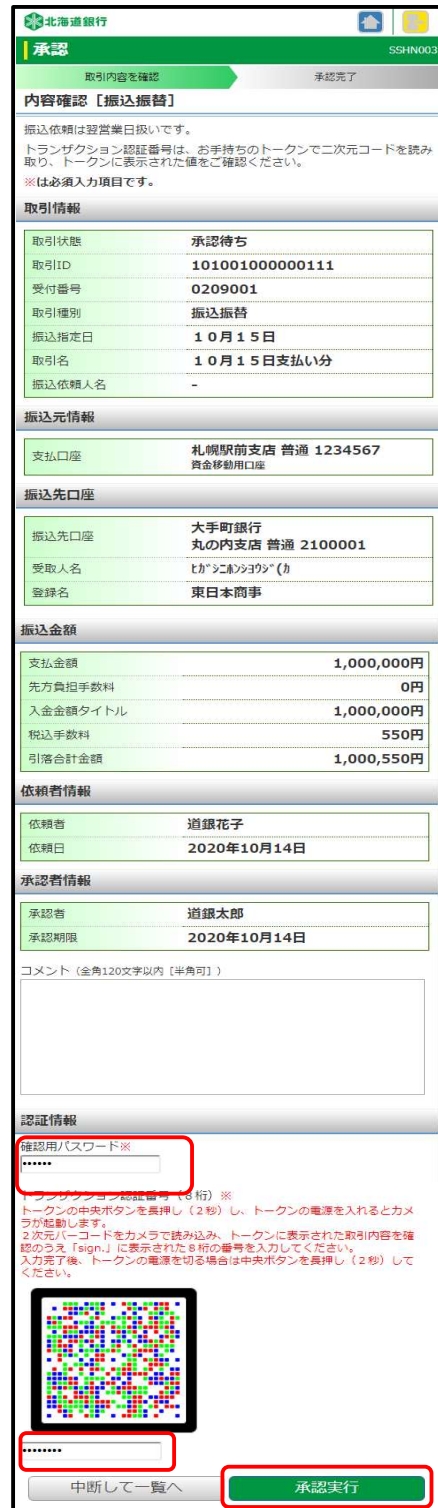 北海道銀行
承認
SSHN003
取引内容を確認
承認完了
内容確認［振込振替］
振込依頼は翌営業日扱いです。
トランザクション認証番号は、お手持ちのトークンで二次元コードを読み
取り、トークンに表示された値をご確認ください。
※は必須入力項目です。
取引情報
取引状態 承認待ち
取引ID 101001000000111
受付番号 0209001
取引種別 振込振替
振込指定日 １０月１５日
取引名 １０月１５日支払い分
振込依頼人名 -
振込元情報
支払口座 札幌駅前支店 普通 1234567
資金移動用口座
振込先口座
振込先口座 大手町銀行
丸の内支店 普通 2100001
受取人名 ﾋｶﾞｼﾆﾎﾝｼﾖｳｼﾞ(ｶ
登録名 東日本商事
振込金額
支払金額 1,000,000円
先方負担手数料 0円
入金金額タイトル 1,000,000円
税込手数料 550円
引落合計金額 1,000,550円
依頼者情報
依頼者 道銀花子
依頼日 2020年10月14日
承認者情報
承認者 道銀太郎
承認期限 2020年10月14日
コメント（全角120文字以内［半角可］）
認証情報
確認用パスワード※
••••••
トランザクション認証番号（8桁）※
トークンの中央ボタンを長押し（２秒）し、トークンの電源を入れるとカメ
ラが起動します。
２次元バーコードをカメラで読み込み、トークンに表示された取引内容を確
認のうえ「sign.」に表示された８桁の番号を入力してください。
入力完了後、トークンの電源を切る場合は中央ボタンを長押し（２秒）して
ください。
••••••••
中断して一覧へ
承認実行